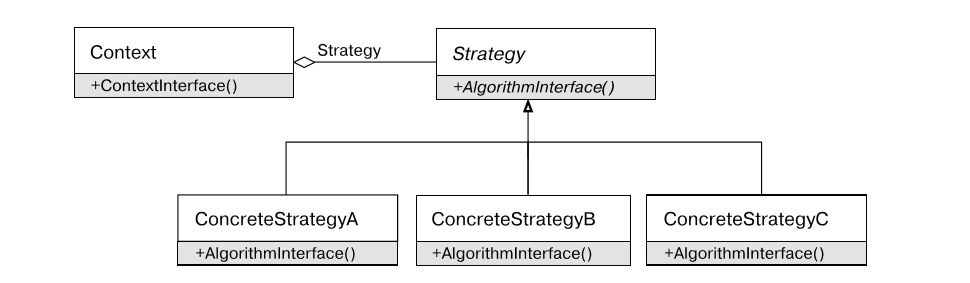 Context
Strategy
Strategy
+ContextInterface()
+AlgorithmInterface()
ConcreteStrategyA
ConcreteStrategyB
ConcreteStrategyC
+AlgorithmInterface()
+AlgorithmInterface()
+AlgorithmInterface()